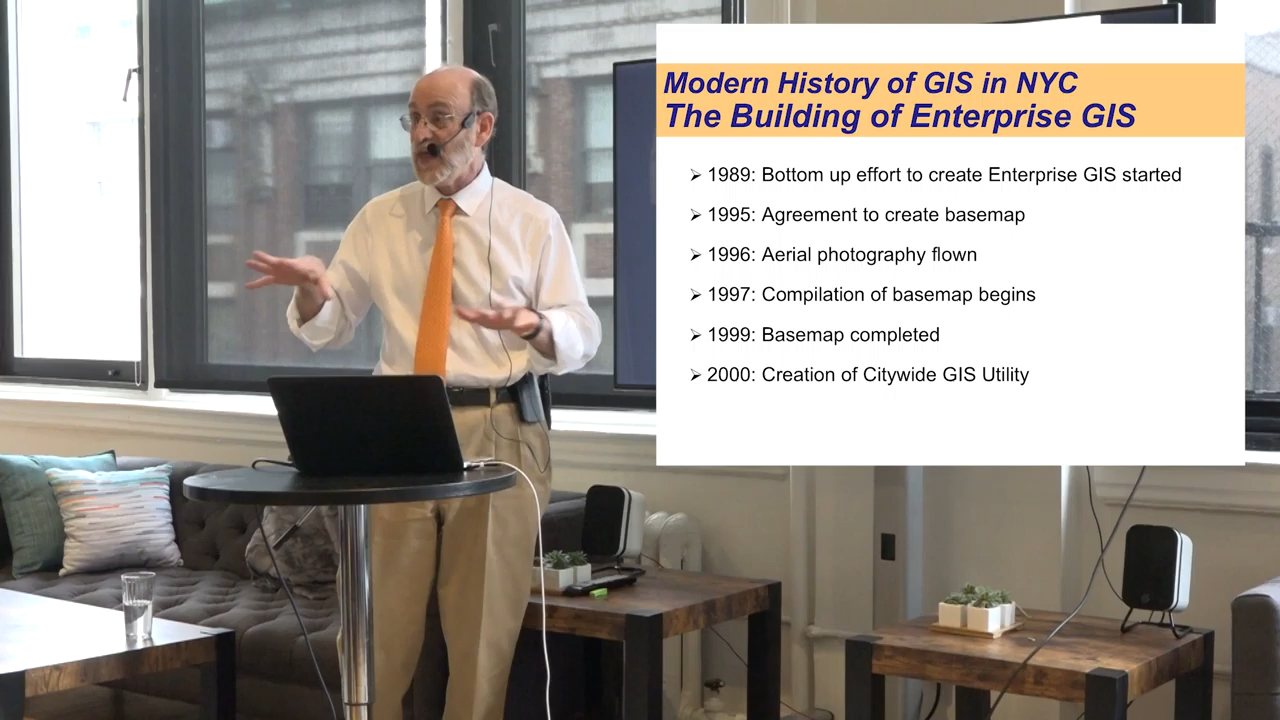 Modern History of GIS in NYC
The Building of Enterprise GIS
➢ 1989: Bottom up effort to create Enterprise GIS started
➢ 1995: Agreement to create basemap
➢ 1996: Aerial photography flown
➢ 1997: Compilation of basemap begins
➢ 1999: Basemap completed
➢ 2000: Creation of Citywide GIS Utility